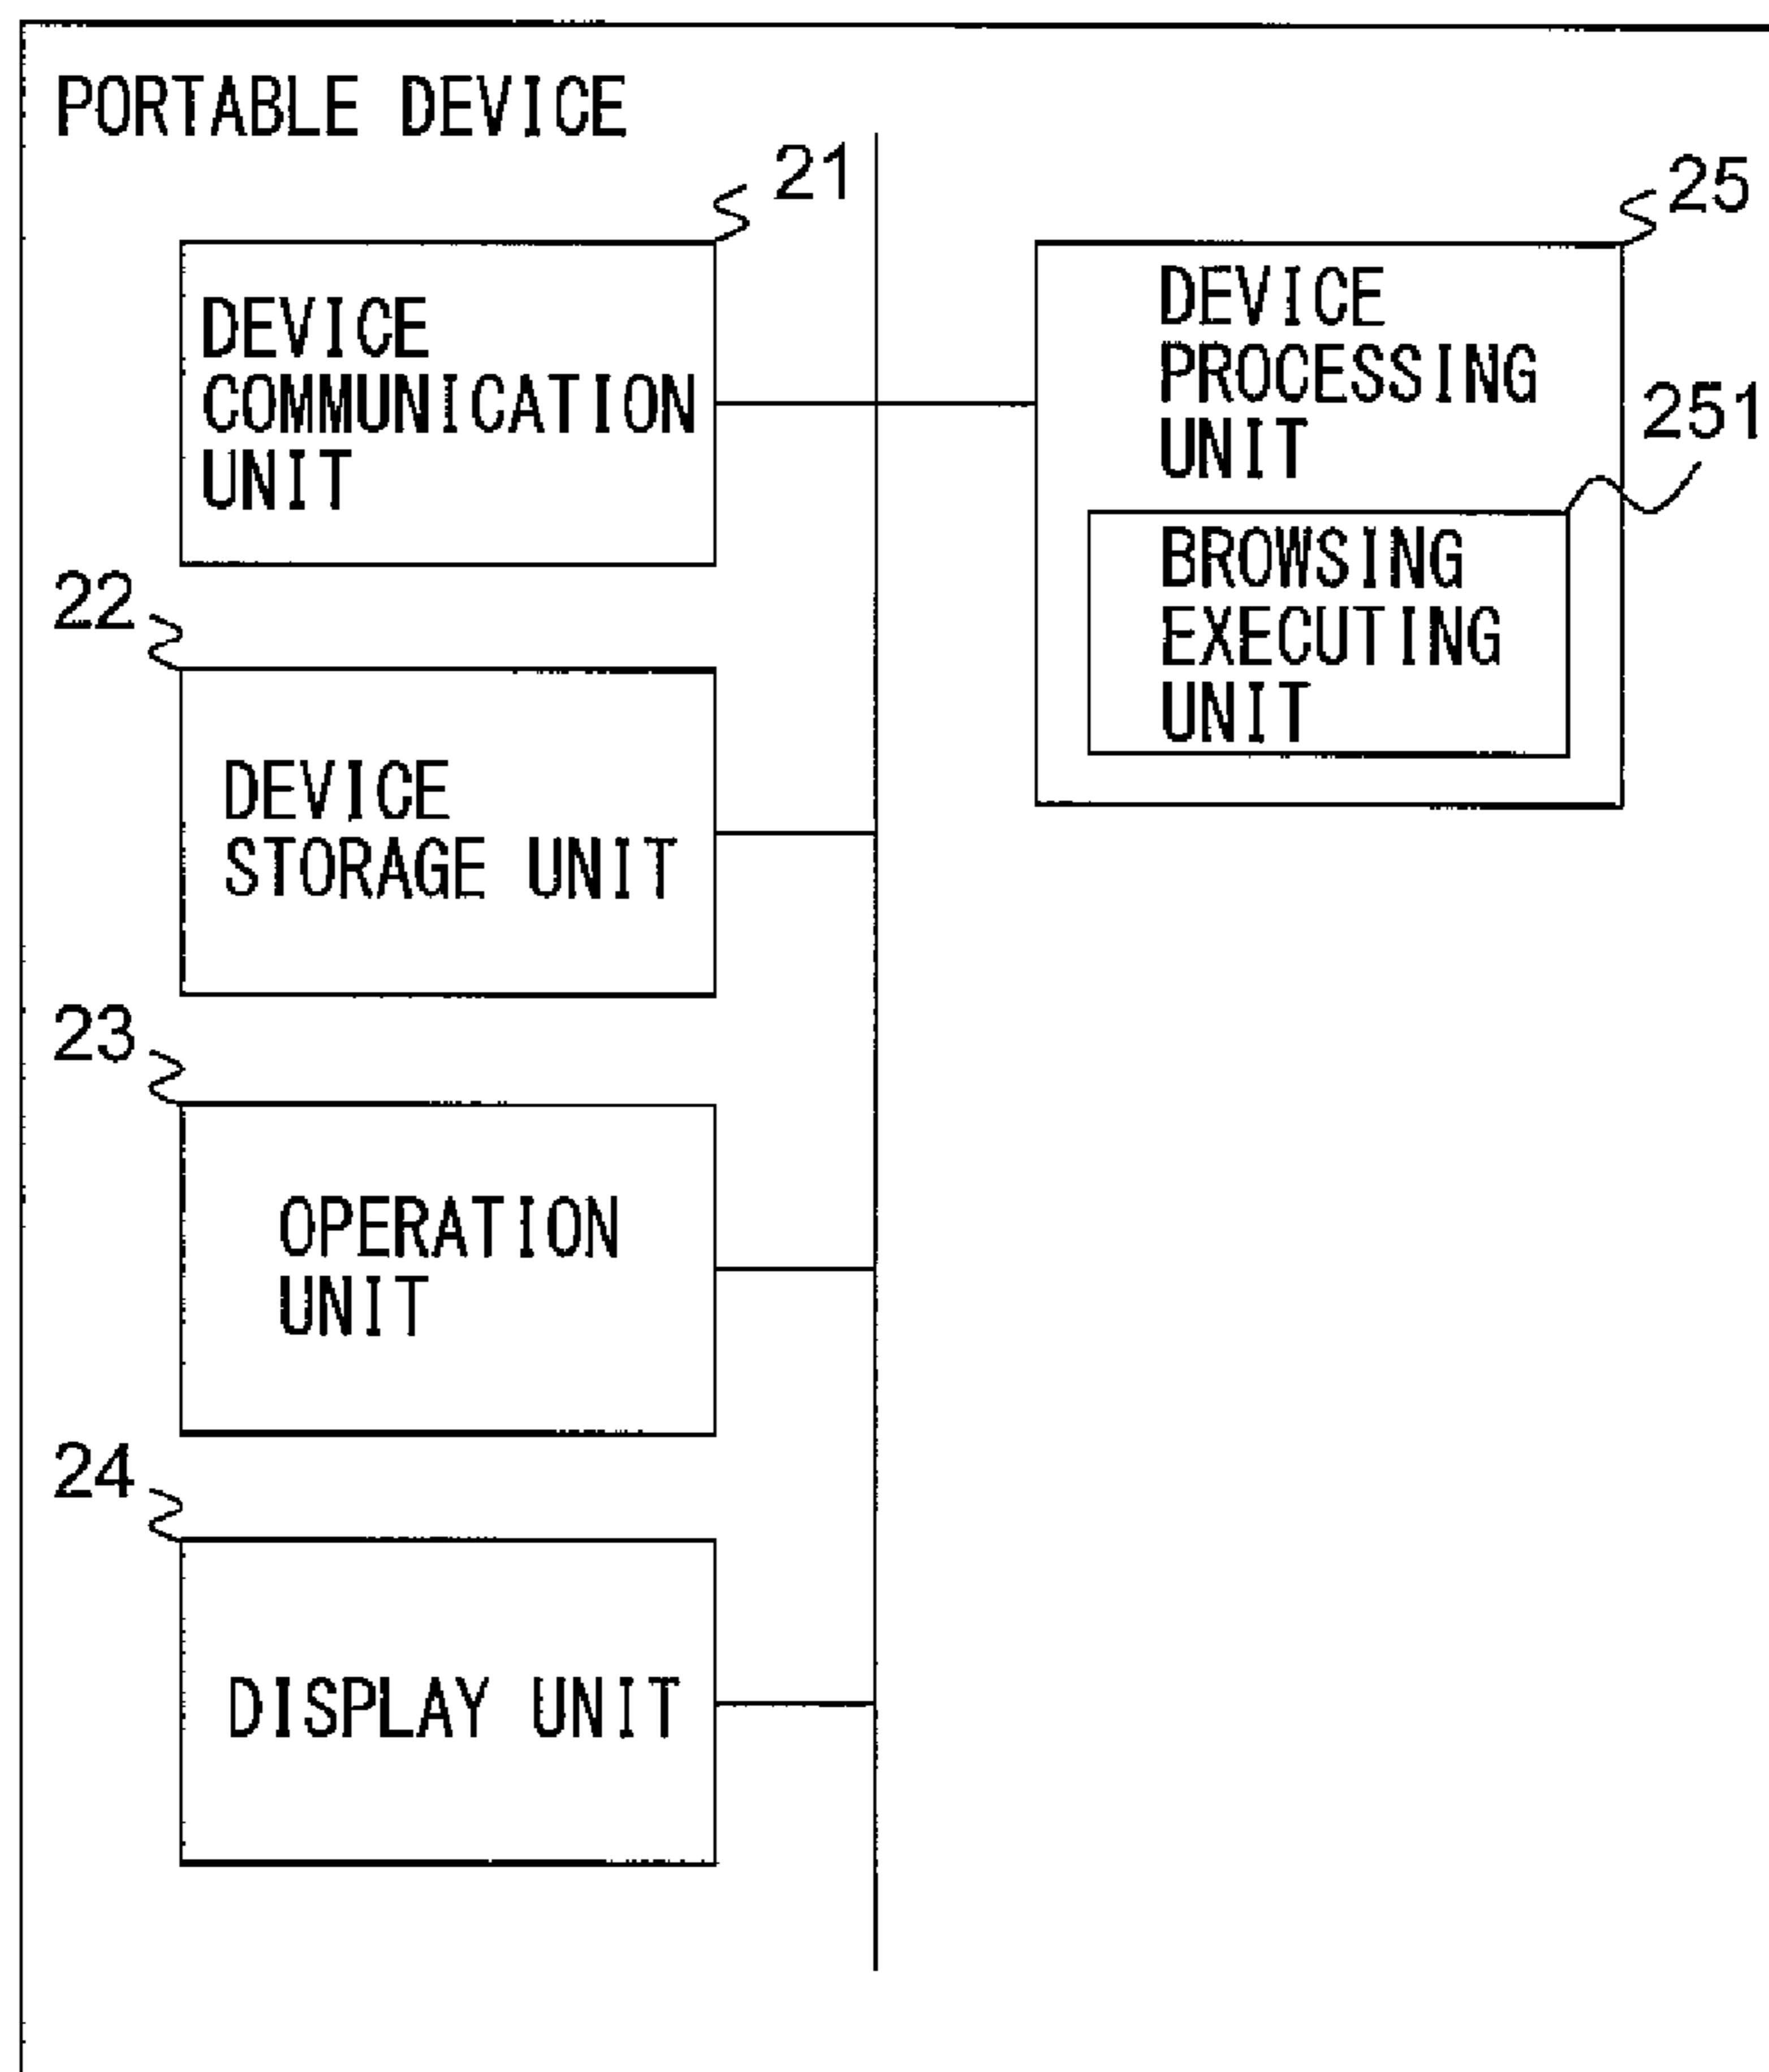 PORTABLE DEVICE
21
DEVICE
COMMUNICATION
UNIT
22
DEVICE
STORAGE UNIT
23
OPERATION
UNIT
24
DISPLAY UNIT
25
DEVICE
PROCESSING
UNIT
251
BROWSING
EXECUTING
UNIT